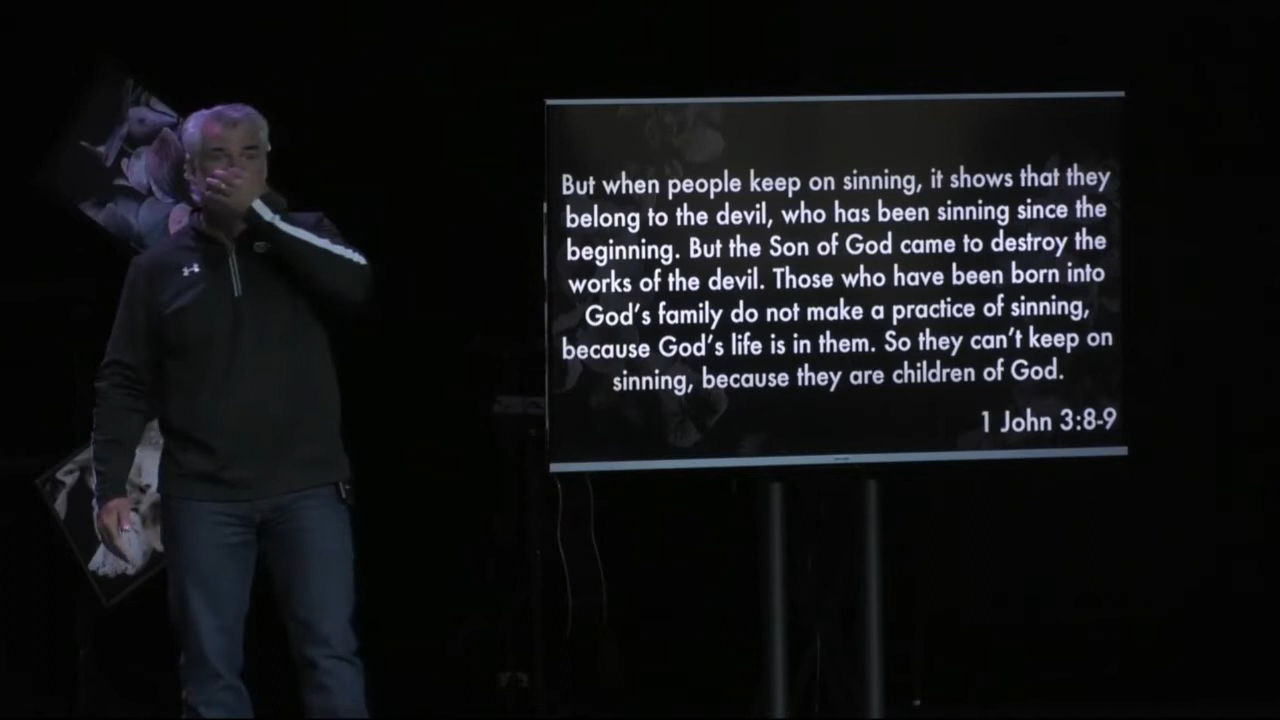 But when people keep on sinning, it shows that they
belong to the devil, who has been sinning since the
beginning. But the Son of God came to destroy the
works of the devil. Those who have been born into
God's family do not make a practice of sinning,
because God's life is in them. So they can't keep on
sinning, because they are children of God.
1 John 3:8-9